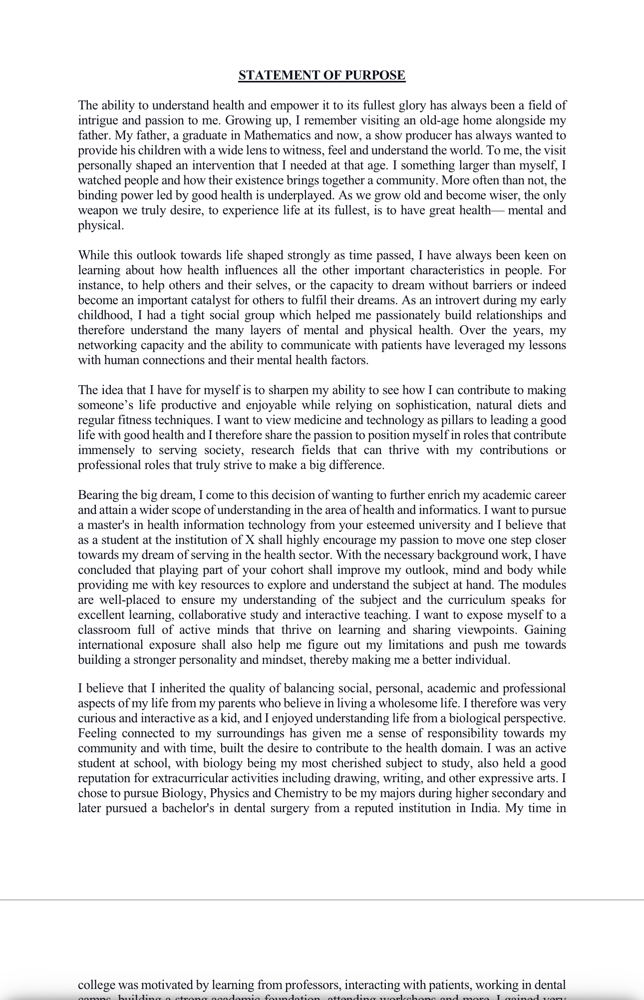 STATEMENT OF PURPOSE
The ability to understand health and empower it to its fullest glory has always been a field of
intrigue and passion to me. Growing up, I remember visiting an old-age home alongside my
father. My father, a graduate in Mathematics and now, a show producer has always wanted to
provide his children with a wide lens to witness, feel and understand the world. To me, the visit
personally shaped an intervention that I needed at that age. I something larger than myself, I
watched people and how their existence brings together a community. More often than not, the
binding power led by good health is underplayed. As we grow old and become wiser, the only
weapon we truly desire, to experience life at its fullest, is to have great health— mental and
physical.
While this outlook towards life shaped strongly as time passed, I have always been keen on
learning about how health influences all the other important characteristics in people. For
instance, to help others and their selves, or the capacity to dream without barriers or indeed
become an important catalyst for others to fulfil their dreams. As an introvert during my early
childhood, I had a tight social group which helped me passionately build relationships and
therefore understand the many layers of mental and physical health. Over the years, my
networking capacity and the ability to communicate with patients have leveraged my lessons
with human connections and their mental health factors.
The idea that I have for myself is to sharpen my ability to see how I can contribute to making
someone’s life productive and enjoyable while relying on sophistication, natural diets and
regular fitness techniques. I want to view medicine and technology as pillars to leading a good
life with good health and I therefore share the passion to position myself in roles that contribute
immensely to serving society, research fields that can thrive with my contributions or
professional roles that truly strive to make a big difference.
Bearing the big dream, I come to this decision of wanting to further enrich my academic career
and attain a wider scope of understanding in the area of health and informatics. I want to pursue
a master's in health information technology from your esteemed university and I believe that
as a student at the institution of X shall highly encourage my passion to move one step closer
towards my dream of serving in the health sector. With the necessary background work, I have
concluded that playing part of your cohort shall improve my outlook, mind and body while
providing me with key resources to explore and understand the subject at hand. The modules
are well-placed to ensure my understanding of the subject and the curriculum speaks for
excellent learning, collaborative study and interactive teaching. I want to expose myself to a
classroom full of active minds that thrive on learning and sharing viewpoints. Gaining
international exposure shall also help me figure out my limitations and push me towards
building a stronger personality and mindset, thereby making me a better individual.
I believe that I inherited the quality of balancing social, personal, academic and professional
aspects of my life from my parents who believe in living a wholesome life. I therefore was very
curious and interactive as a kid, and I enjoyed understanding life from a biological perspective.
Feeling connected to my surroundings has given me a sense of responsibility towards my
community and with time, built the desire to contribute to the health domain. I was an active
student at school, with biology being my most cherished subject to study, also held a good
reputation for extracurricular activities including drawing, writing, and other expressive arts. I
chose to pursue Biology, Physics and Chemistry to be my majors during higher secondary and
later pursued a bachelor's in dental surgery from a reputed institution in India. My time in
college was motivated by learning from professors, interacting with patients, working in dental
camps, building a strong academic foundation, attending workshops and more. I gained very